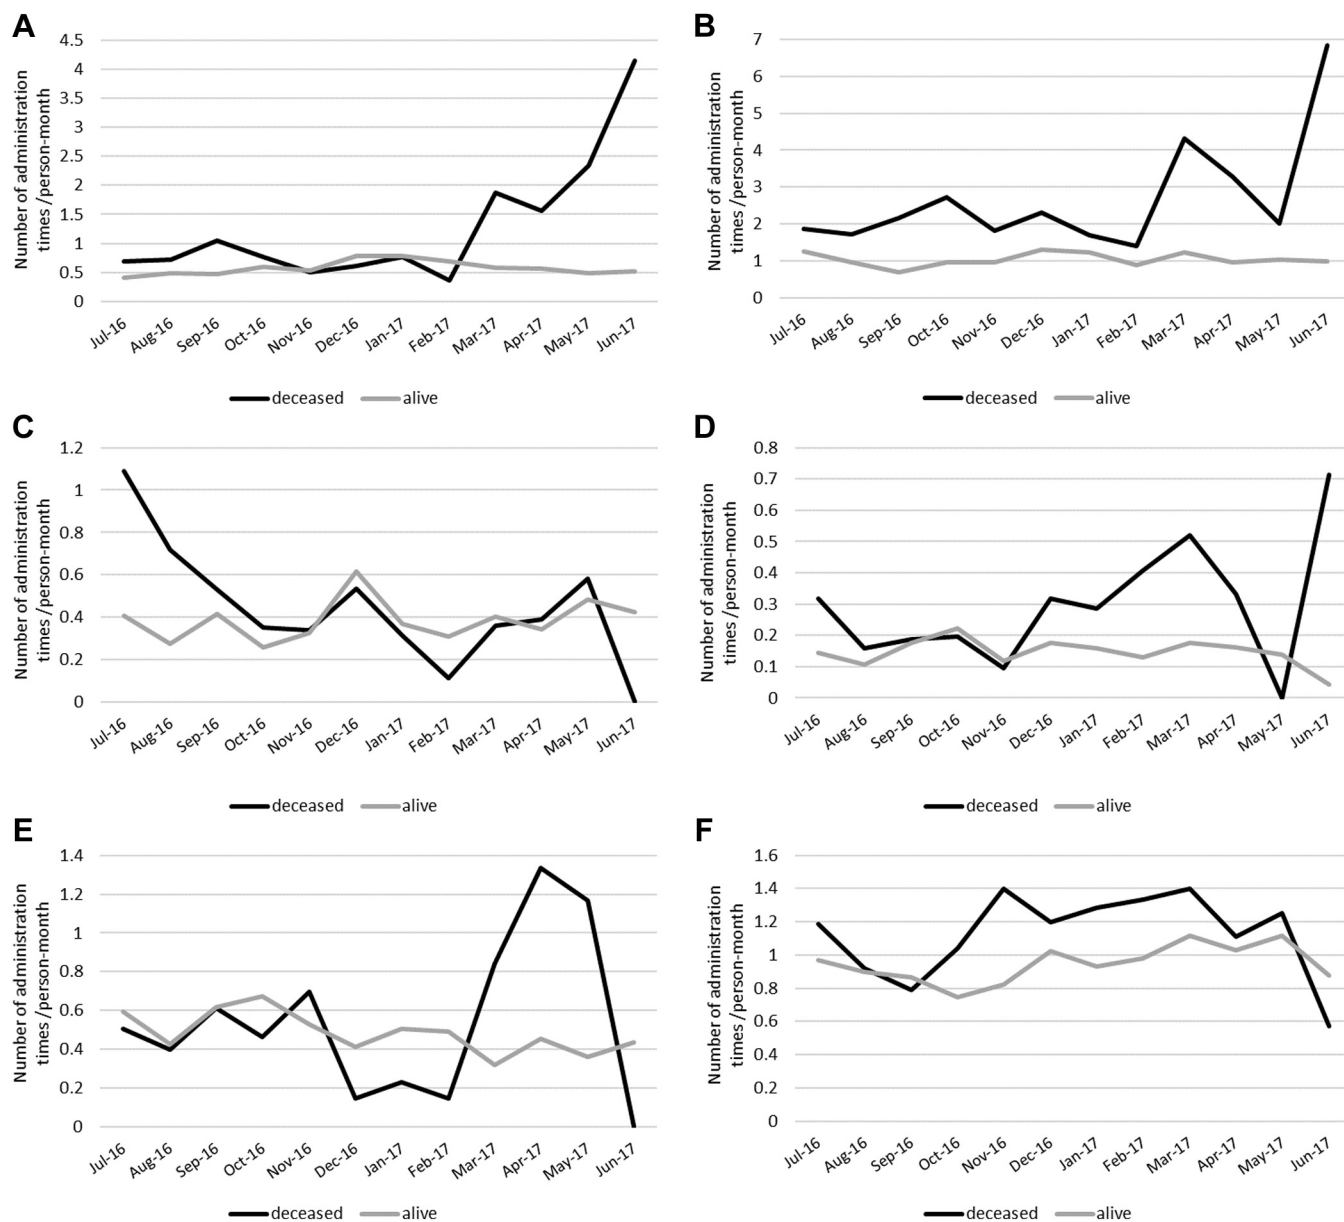 A
Number of administration
times /person-month
4.5
4
3.5
3
2.5
2
1.5
1
0.5
0
Jul-16 Aug-16 Sep-16 Oct-16 Nov-16 Dec-16 Jan-17 Feb-17 Mar-17 Apr-17 May-17 Jun-17
deceased alive
B
Number of administration
times /person-month
7
6
5
4
3
2
1
0
Jul-16 Aug-16 Sep-16 Oct-16 Nov-16 Dec-16 Jan-17 Feb-17 Mar-17 Apr-17 May-17 Jun-17
deceased alive
C
Number of administration
times /person-month
1.2
1
0.8
0.6
0.4
0.2
0
Jul-16 Aug-16 Sep-16 Oct-16 Nov-16 Dec-16 Jan-17 Feb-17 Mar-17 Apr-17 May-17 Jun-17
deceased alive
D
Number of administration
times /person-month
0.8
0.7
0.6
0.5
0.4
0.3
0.2
0.1
0
Jul-16 Aug-16 Sep-16 Oct-16 Nov-16 Dec-16 Jan-17 Feb-17 Mar-17 Apr-17 May-17 Jun-17
deceased alive
E
Number of administration
times /person-month
1.4
1.2
1
0.8
0.6
0.4
0.2
0
Jul-16 Aug-16 Sep-16 Oct-16 Nov-16 Dec-16 Jan-17 Feb-17 Mar-17 Apr-17 May-17 Jun-17
deceased alive
F
Number of administration
times /person-month
1.6
1.4
1.2
1
0.8
0.6
0.4
0.2
0
Jul-16 Aug-16 Sep-16 Oct-16 Nov-16 Dec-16 Jan-17 Feb-17 Mar-17 Apr-17 May-17 Jun-17
deceased alive